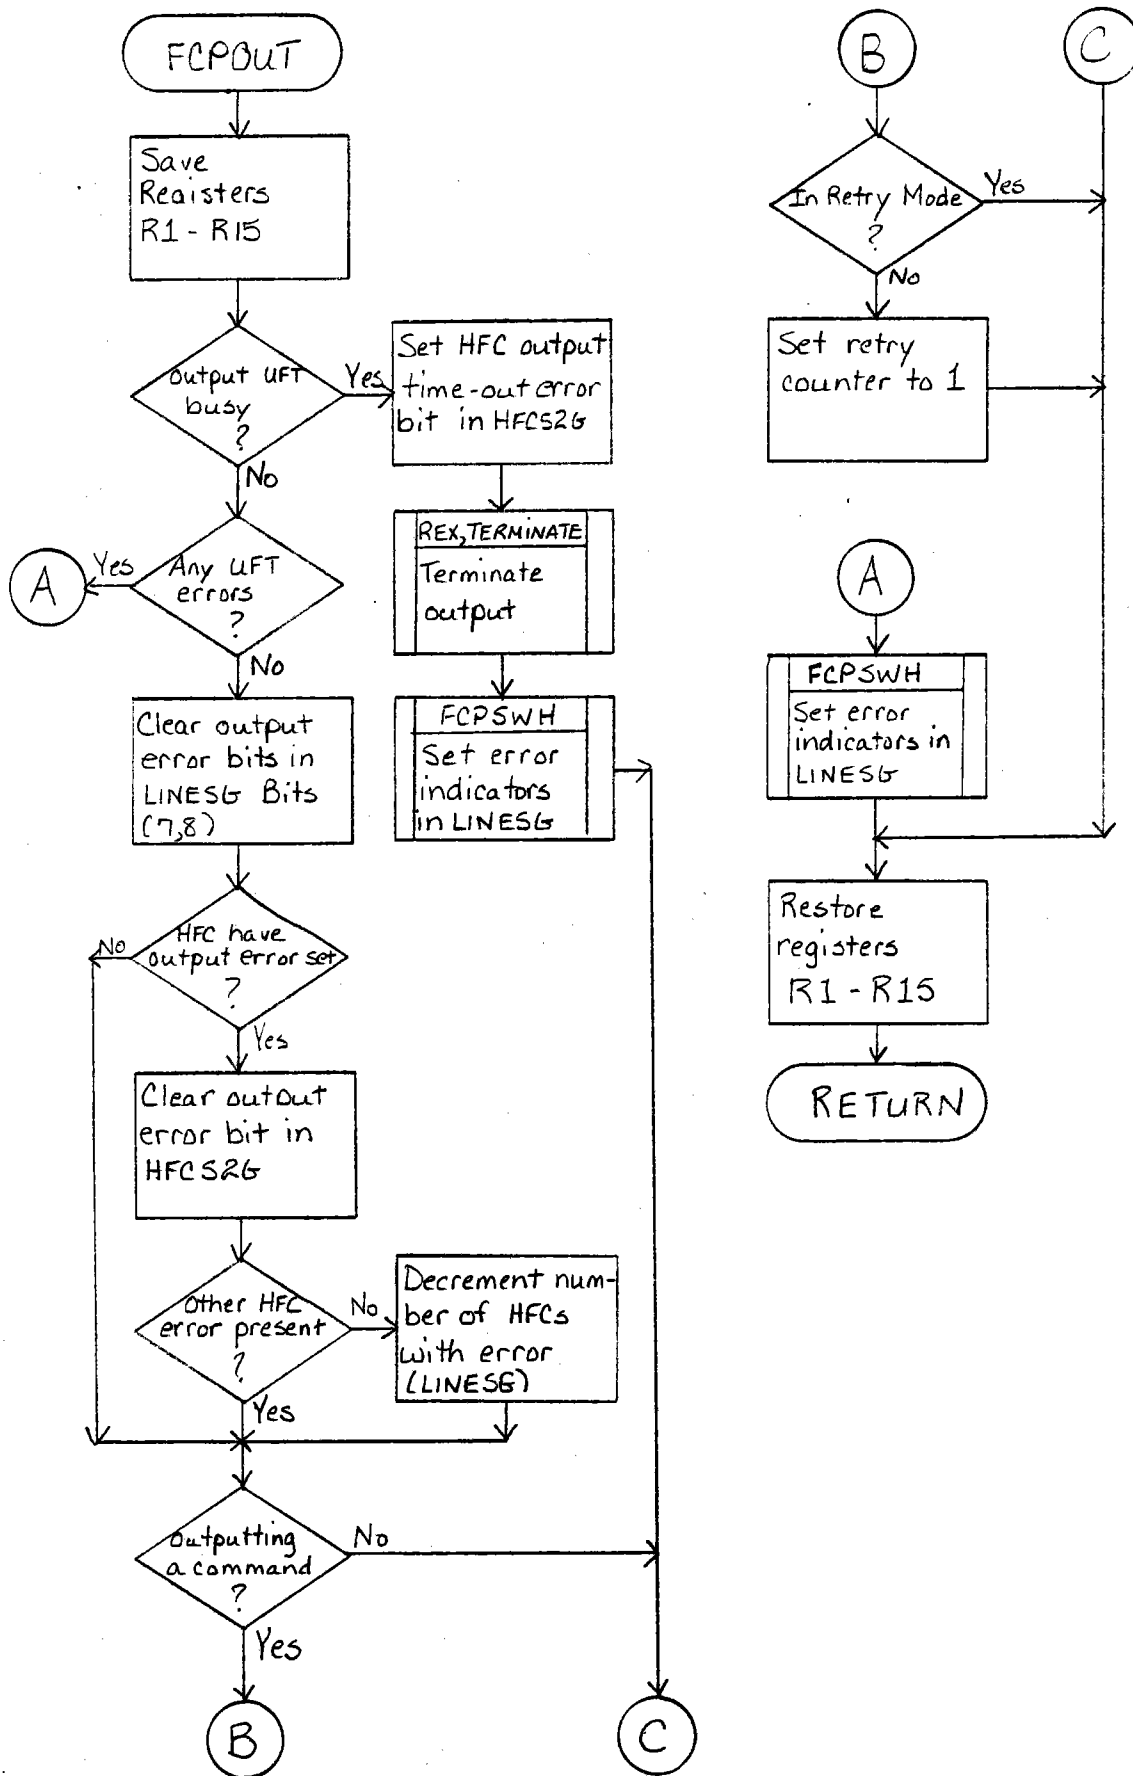 FCPOUT
Save
Registers
R1 - R15
Output UFT
busy
?
Yes
No
Set HFC output
time-out error
bit in HFCS2G
REX,TERMINATE
Terminate
output
FCPSWH
Set error
indicators
in LINESG
Any UFT
errors
?
Yes
A
No
Clear output
error bits in
LINESG Bits
(7,8)
HFC have
output error set
?
No
Yes
Clear output
error bit in
HFCS2G
Other HFC
error present
?
No
Yes
Decrement num-
ber of HFCs
with error
(LINESG)
Outputting
a command
?
No
Yes
B
C
B
C
In Retry Mode
?
Yes
No
Set retry
counter to 1
A
FCPSWH
Set error
indicators in
LINESG
Restore
registers
R1 - R15
RETURN